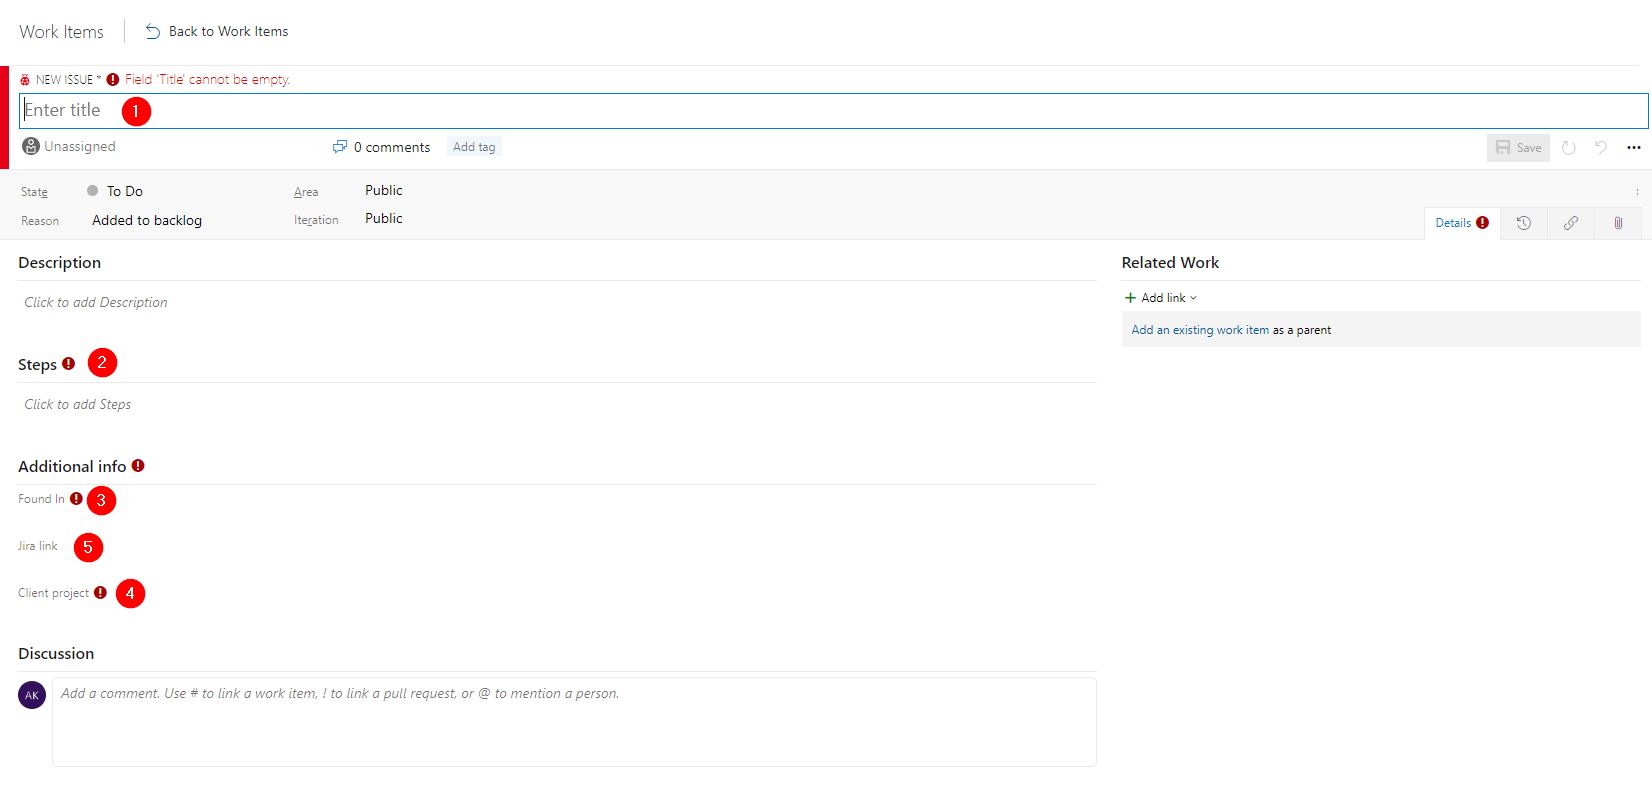 Work Items
Back to Work Items
NEW ISSUE * ! Field 'Title' cannot be empty.
Enter title 1
Unassigned
0 comments
Add tag
Save
State
To Do
Area
Public
Reason
Added to backlog
Iteration
Public
Details !
Description
Click to add Description
Steps ! 2
Click to add Steps
Additional info !
Found In ! 3
Jira link 5
Client project ! 4
Discussion
AK
Add a comment. Use # to link a work item, ! to link a pull request, or @ to mention a person.
Related Work
+ Add link
Add an existing work item as a parent